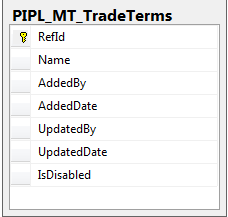 PIPL_MT_TradeTerms
RefId
Name
AddedBy
AddedDate
UpdatedBy
UpdatedDate
IsDisabled